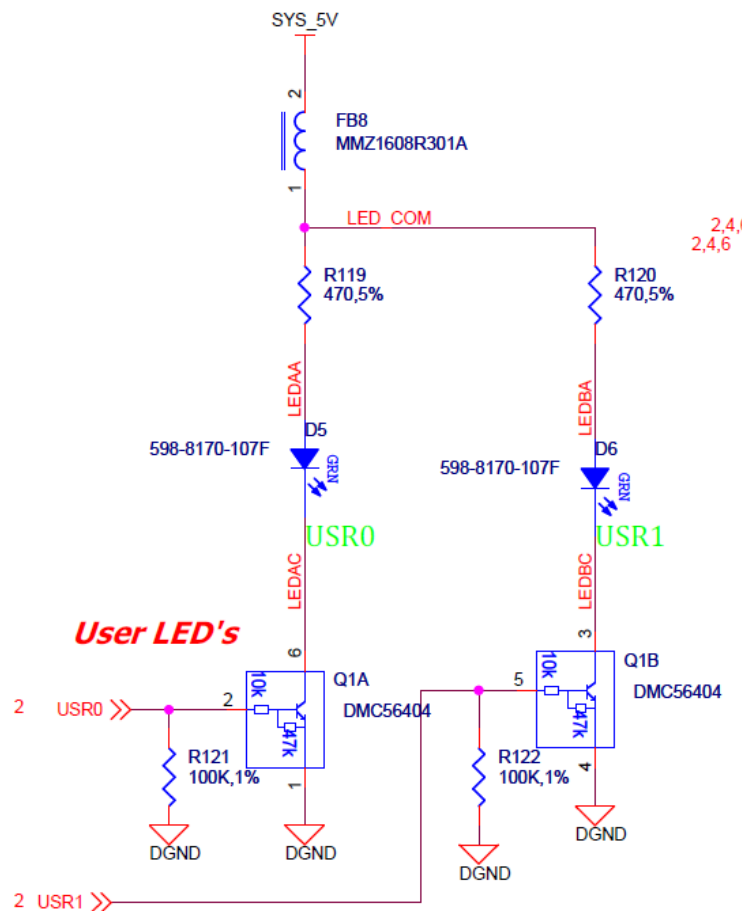 SYS_5V
2
FB8
MMZ1608R301A
1
LED_COM
2,4,6
R119
470,5%
R120
470,5%
LEDAA
LEDBA
D5
598-8170-107F
GRN
D6
598-8170-107F
GRN
USR0
USR1
LEDAC
LEDBC
User LED's
6
3
Q1A
DMC56404
Q1B
DMC56404
2 USR0
2
10k
47k
5
10k
47k
R121
100K,1%
1
R122
100K,1%
4
DGND
DGND
DGND
DGND
2 USR1